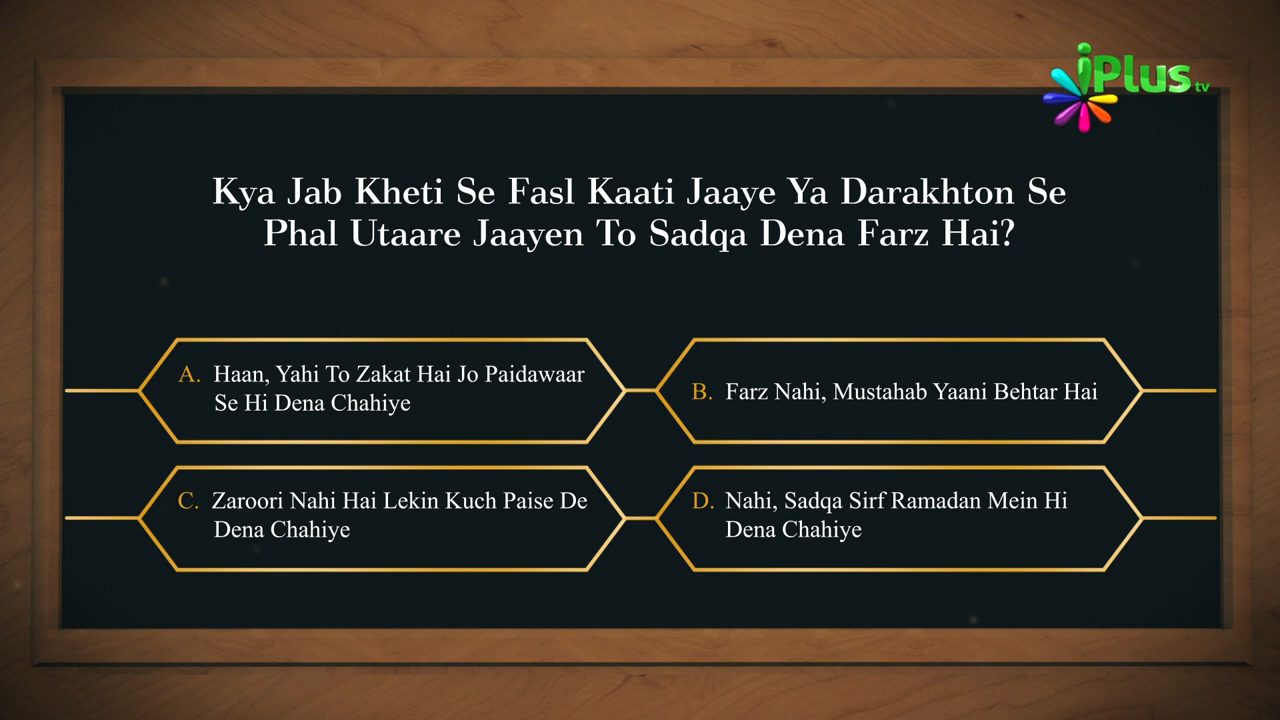 iPlus tv
Kya Jab Kheti Se Fasl Kaati Jaaye Ya Darakhton Se
Phal Utaare Jaayen To Sadqa Dena Farz Hai?
A. Haan, Yahi To Zakat Hai Jo Paidawaar
Se Hi Dena Chahiye
B. Farz Nahi, Mustahab Yaani Behtar Hai
C. Zaroori Nahi Hai Lekin Kuch Paise De
Dena Chahiye
D. Nahi, Sadqa Sirf Ramadan Mein Hi
Dena Chahiye